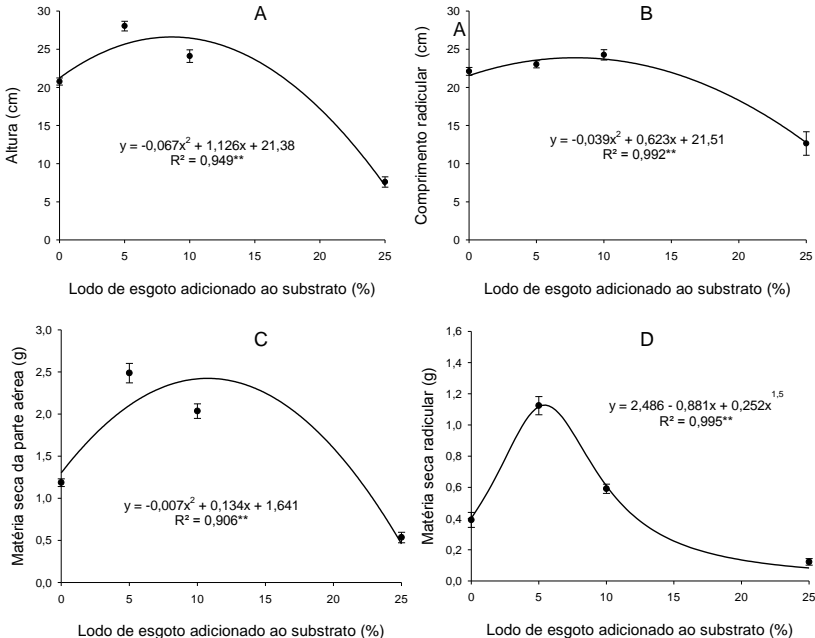 A
30
25
20
15
10
5
0
Altura (cm)
y = -0,067x² + 1,126x + 21,38
R² = 0,949**
0 5 10 15 20 25
Lodo de esgoto adicionado ao substrato (%)
B
A
30
25
20
15
10
5
0
Comprimento radicular (cm)
y = -0,039x² + 0,623x + 21,51
R² = 0,992**
0 5 10 15 20 25
Lodo de esgoto adicionado ao substrato (%)
C
3,0
2,5
2,0
1,5
1,0
0,5
0,0
Matéria seca da parte aérea (g)
y = -0,007x² + 0,134x + 1,641
R² = 0,906**
0 5 10 15 20 25
Lodo de esgoto adicionado ao substrato (%)
D
1,6
1,4
1,2
1,0
0,8
0,6
0,4
0,2
0,0
Matéria seca radicular (g)
y = 2,486 - 0,881x + 0,252x^1,5
R² = 0,995**
0 5 10 15 20 25
Lodo de esgoto adicionado ao substrato (%)